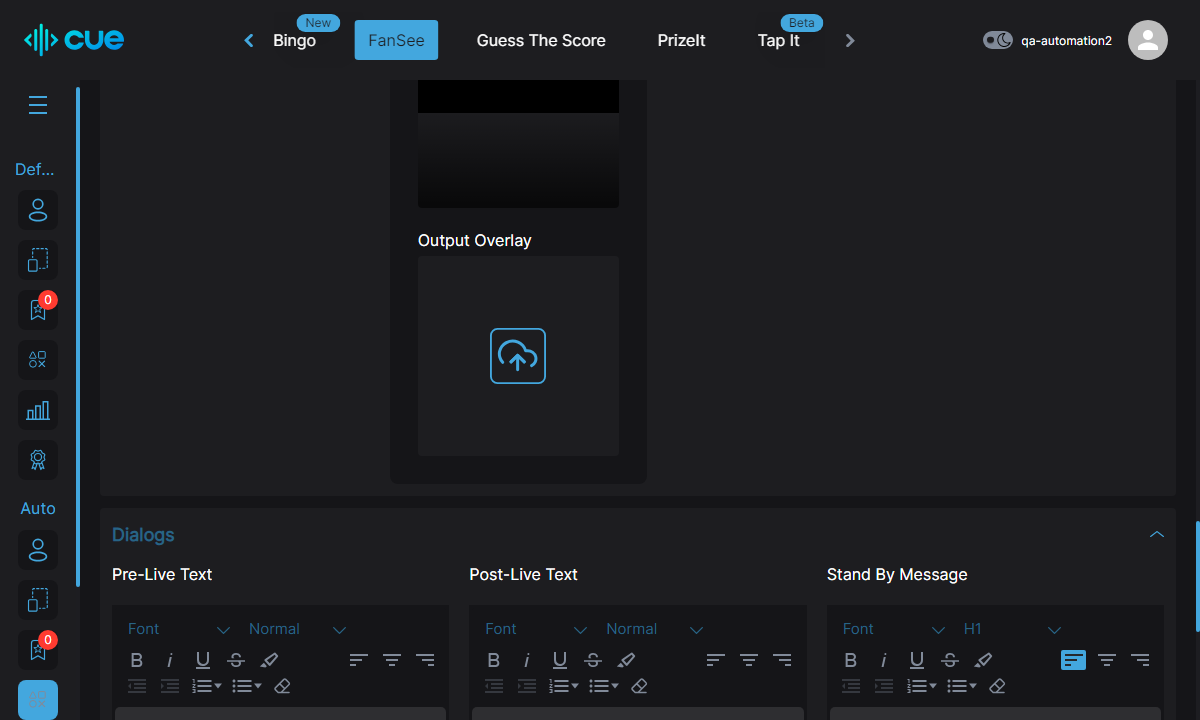 cue
Bingo
New
FanSee
Guess The Score
PrizeIt
Tap It
Beta
qa-automation2
Def...
0
Auto
0
Output Overlay
Dialogs
Pre-Live Text
Post-Live Text
Stand By Message
Font Normal
Font Normal
Font H1
B i U S
B i U S
B i U S